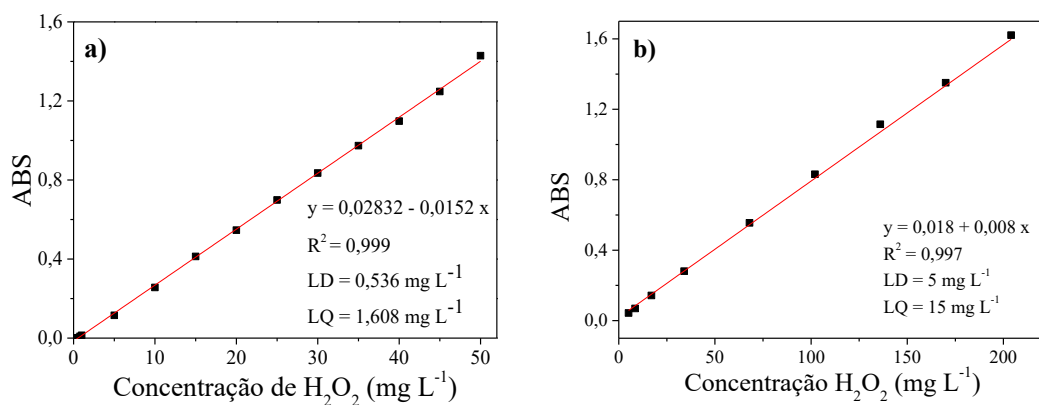 a)
1,6
1,2
0,8
0,4
0,0
ABS
y = 0,02832 - 0,0152 x
R² = 0,999
LD = 0,536 mg L⁻¹
LQ = 1,608 mg L⁻¹
0 10 20 30 40 50
Concentração de H₂O₂ (mg L⁻¹)
b)
1,6
1,2
0,8
0,4
0,0
ABS
y = 0,018 + 0,008 x
R² = 0,997
LD = 5 mg L⁻¹
LQ = 15 mg L⁻¹
0 50 100 150 200
Concentração H₂O₂ (mg L⁻¹)